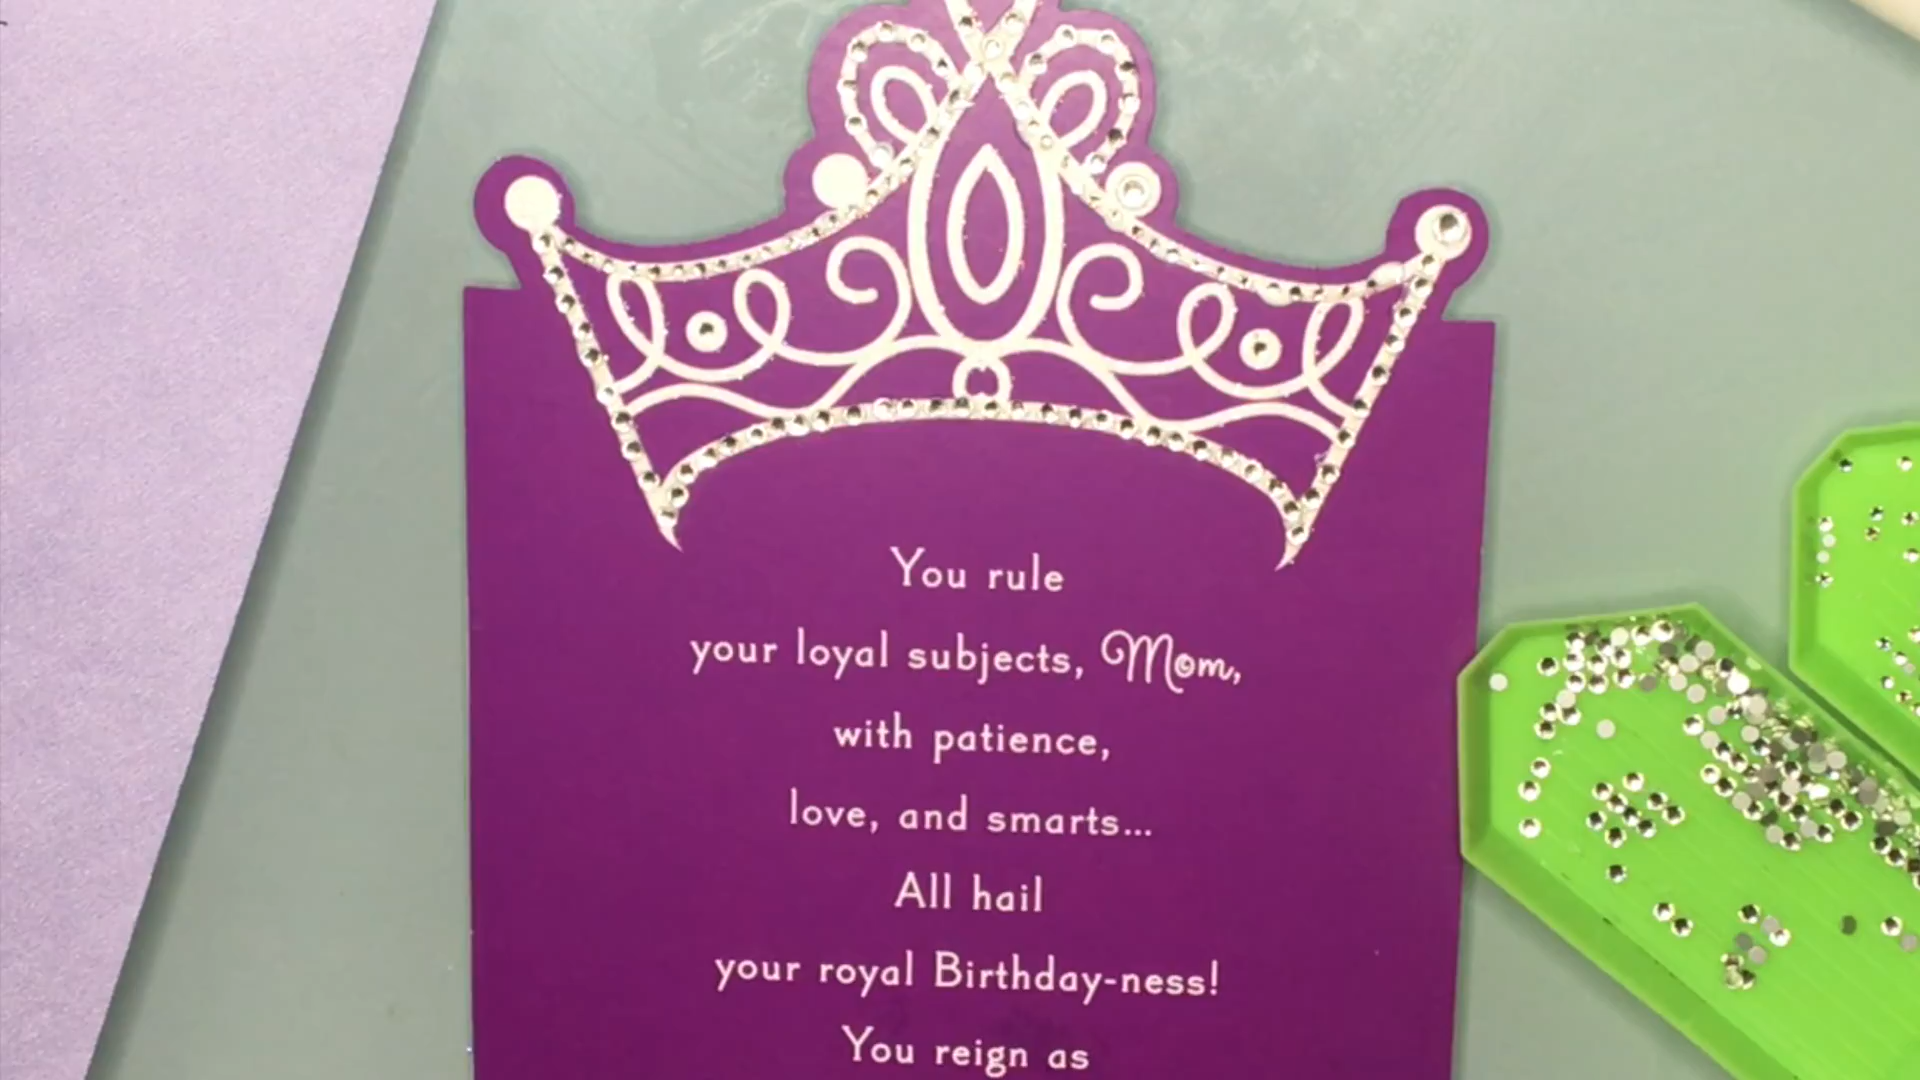 You rule
your loyal subjects, Mom,
with patience,
love, and smarts...
All hail
your royal Birthday-ness!
You reign as